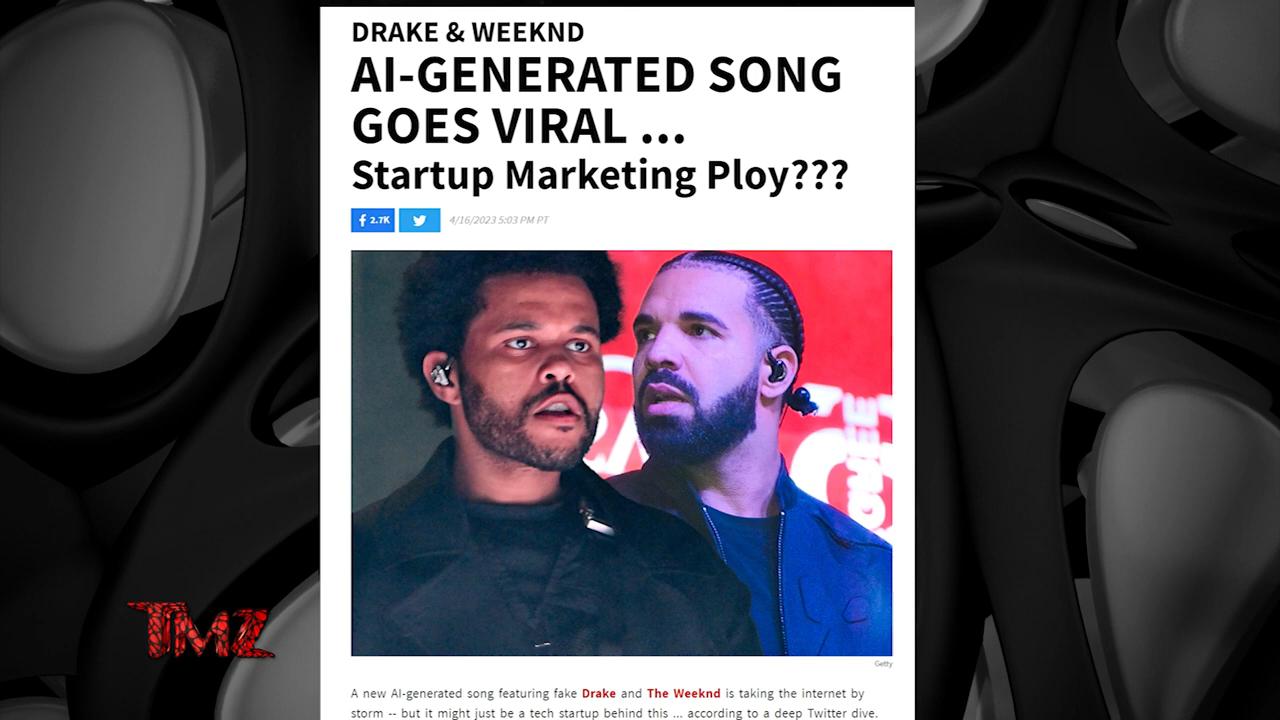 DRAKE & WEEKND
AI-GENERATED SONG
GOES VIRAL ...
Startup Marketing Ploy???
f 2.7K
4/16/2023 5:03 PM PT
GUEE
Getty
TMZ
A new AI-generated song featuring fake Drake and The Weeknd is taking the internet by
storm -- but it might just be a tech startup behind this ... according to a deep Twitter dive.